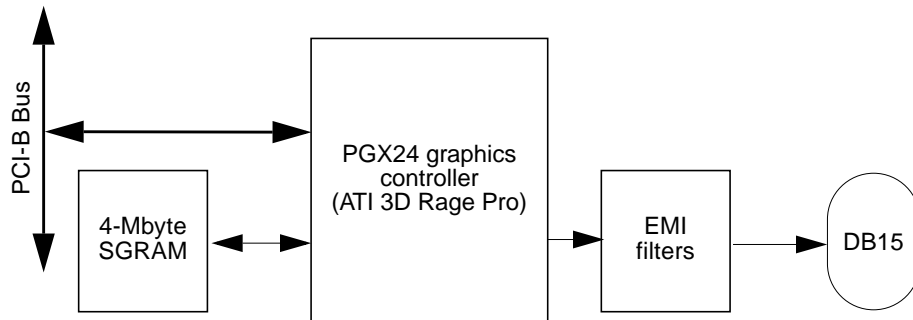 PCI-B Bus
4-Mbyte
SGRAM
PGX24 graphics
controller
(ATI 3D Rage Pro)
EMI
filters
DB15